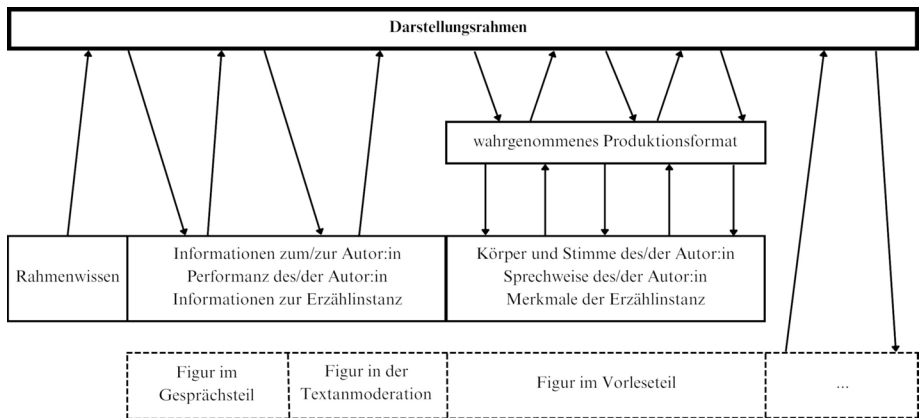 Darstellungsrahmen
wahrgenommenes Produktionsformat
Rahmenwissen
Informationen zum/zur Autor:in
Performanz des/der Autor:in
Informationen zur Erzählinstanz
Körper und Stimme des/der Autor:in
Sprechweise des/der Autor:in
Merkmale der Erzählinstanz
Figur im
Gesprächsteil
Figur in der
Textanmoderation
Figur im Vorleseteil
...